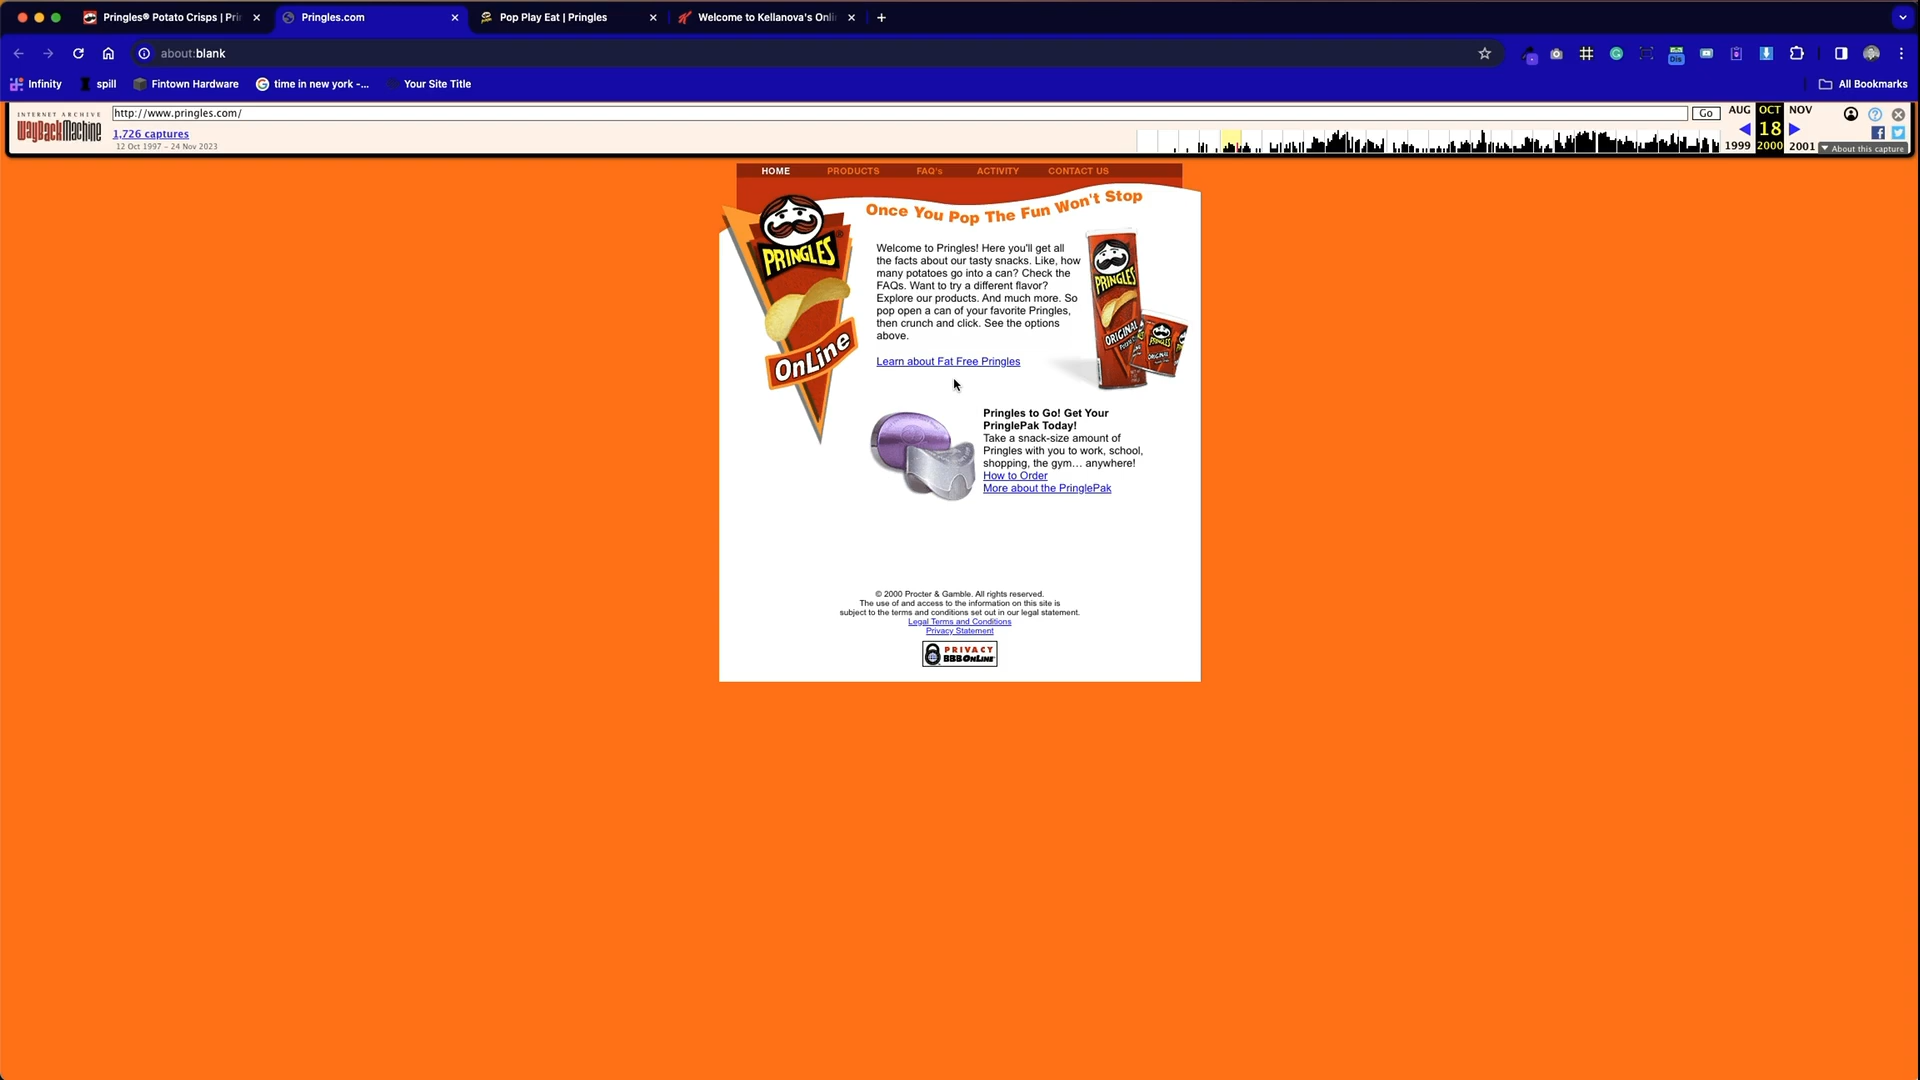 Pringles® Potato Crisps | Prin
Pringles.com
Pop Play Eat | Pringles
Welcome to Kellanova's Onli
about:blank
Infinity
spill
Fintown Hardware
time in new york -...
Your Site Title
All Bookmarks
INTERNET ARCHIVE
WayBackMachine
http://www.pringles.com/
Go
1,726 captures
12 Oct 1997 – 24 Nov 2023
AUG OCT NOV
18
1999 2000 2001
About this capture
HOME PRODUCTS FAQ's ACTIVITY CONTACT US
Once You Pop The Fun Won't Stop
PRINGLES
OnLine
Welcome to Pringles! Here you'll get all
the facts about our tasty snacks. Like, how
many potatoes go into a can? Check the
FAQs. Want to try a different flavor?
Explore our products. And much more. So
pop open a can of your favorite Pringles,
then crunch and click. See the options
above.
Learn about Fat Free Pringles
PRINGLES
ORIGINAL
PRINGLES
ORIGINAL
Pringles to Go! Get Your
PringlePak Today!
Take a snack-size amount of
Pringles with you to work, school,
shopping, the gym... anywhere!
How to Order
More about the PringlePak
© 2000 Procter & Gamble. All rights reserved.
The use of and access to the information on this site is
subject to the terms and conditions set out in our legal statement.
Legal Terms and Conditions
Privacy Statement
PRIVACY
BBBOnLine